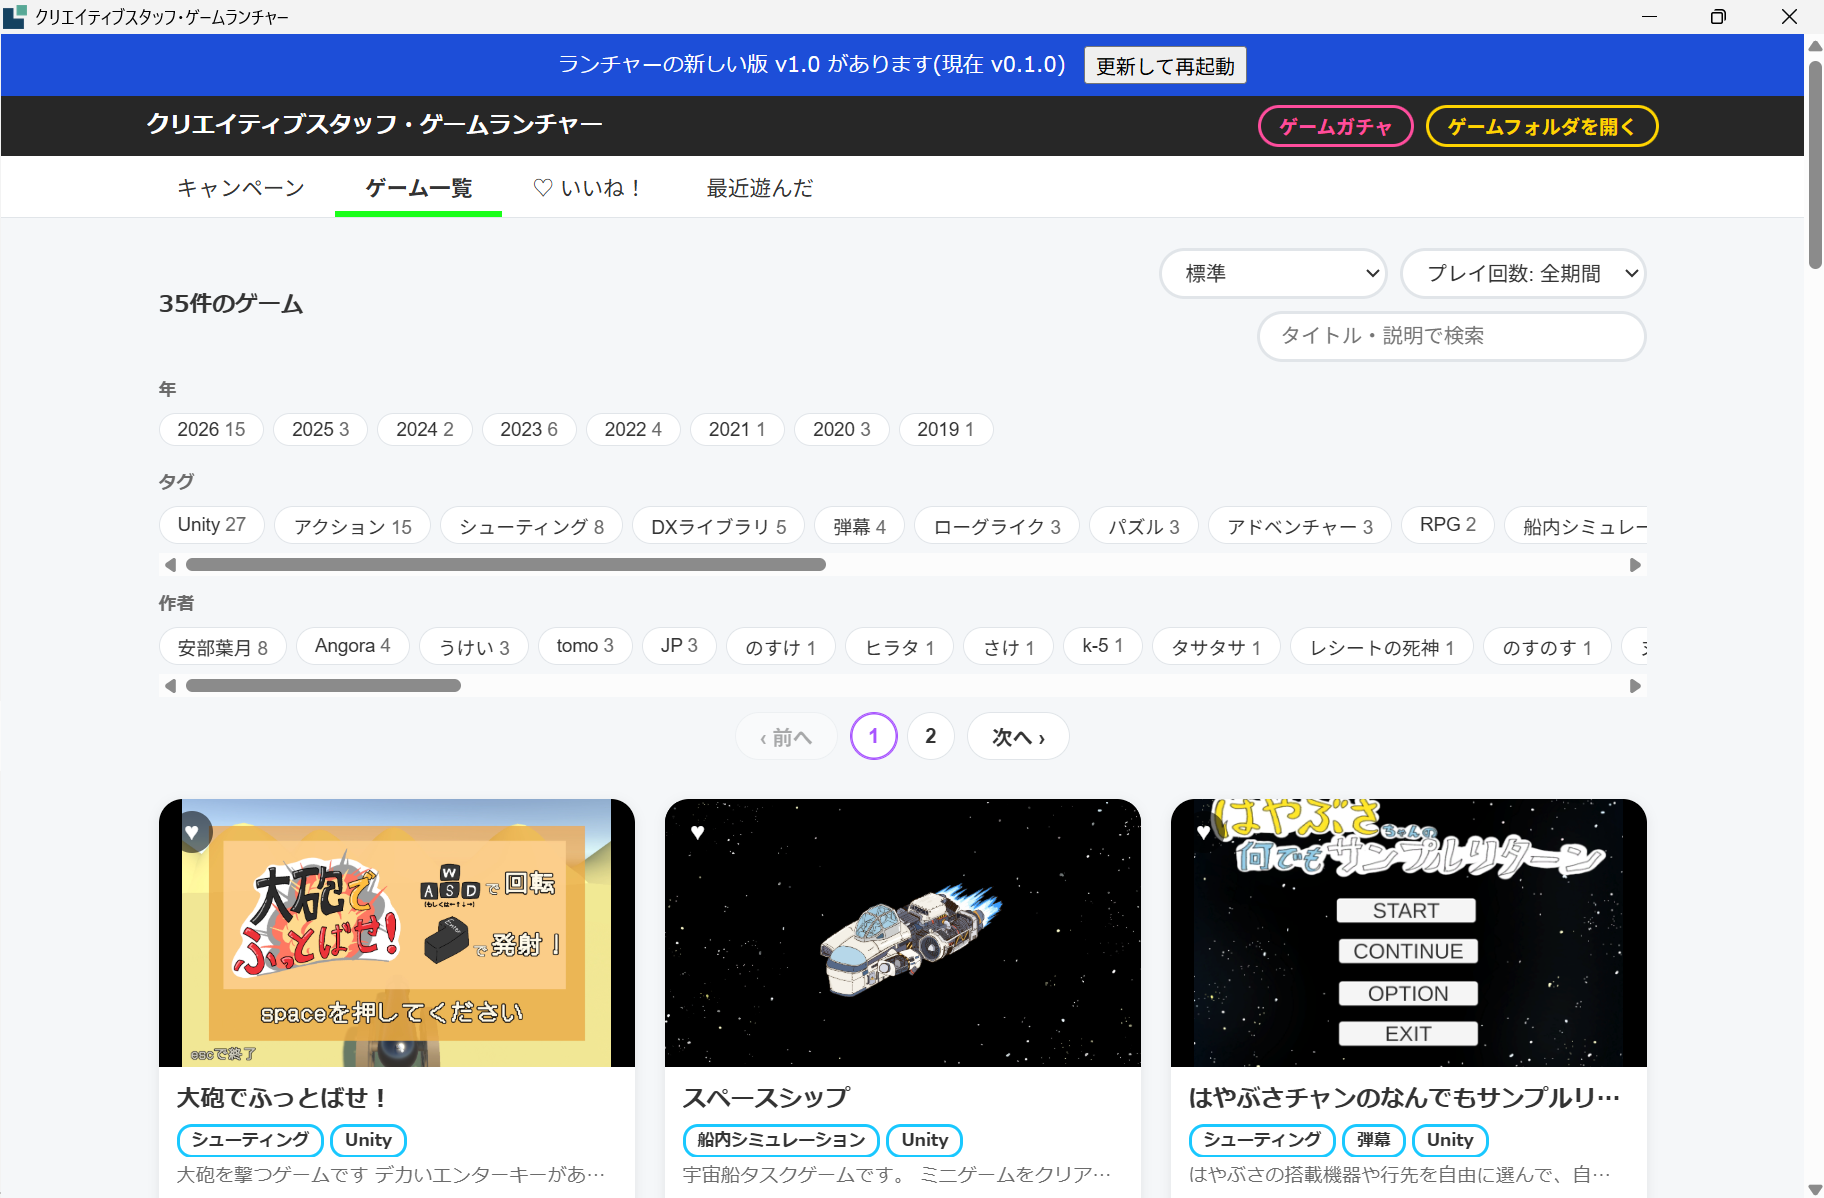 クリエイティブスタッフ・ゲームランチャー
ランチャーの新しい版 v1.0 があります(現在 v0.1.0) 更新して再起動
クリエイティブスタッフ・ゲームランチャー ゲームガチャ ゲームフォルダを開く
キャンペーン ゲーム一覧 ♡ いいね！ 最近遊んだ
標準 プレイ回数: 全期間
35件のゲーム
タイトル・説明で検索
年
2026 15 2025 3 2024 2 2023 6 2022 4 2021 1 2020 3 2019 1
タグ
Unity 27 アクション 15 シューティング 8 DXライブラリ 5 弾幕 4 ローグライク 3 パズル 3 アドベンチャー 3 RPG 2 船内シミュレー
作者
安部葉月 8 Angora 4 うけい 3 tomo 3 JP 3 のすけ 1 ヒラタ 1 さけ 1 k-5 1 タサタサ 1 レシートの死神 1 のすのす 1
‹ 前へ 1 2 次へ ›
大砲で
ふっとばせ！
W
A S D で 回転
(もしくは←↑↓→)
Enter で 発射！
spaceを押してください
escで終了
はやぶさちゃんの
何でもサンプルリターン
START
CONTINUE
OPTION
EXIT
大砲でふっとばせ！
シューティング Unity
大砲を撃つゲームです デカいエンターキーがあ…
スペースシップ
船内シミュレーション Unity
宇宙船タスクゲームです。 ミニゲームをクリア…
はやぶさチャンのなんでもサンプルリ…
シューティング 弾幕 Unity
はやぶさの搭載機器や行先を自由に選んで、自…